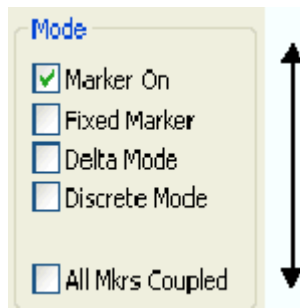 Mode
Marker On
Fixed Marker
Delta Mode
Discrete Mode
All Mkrs Coupled